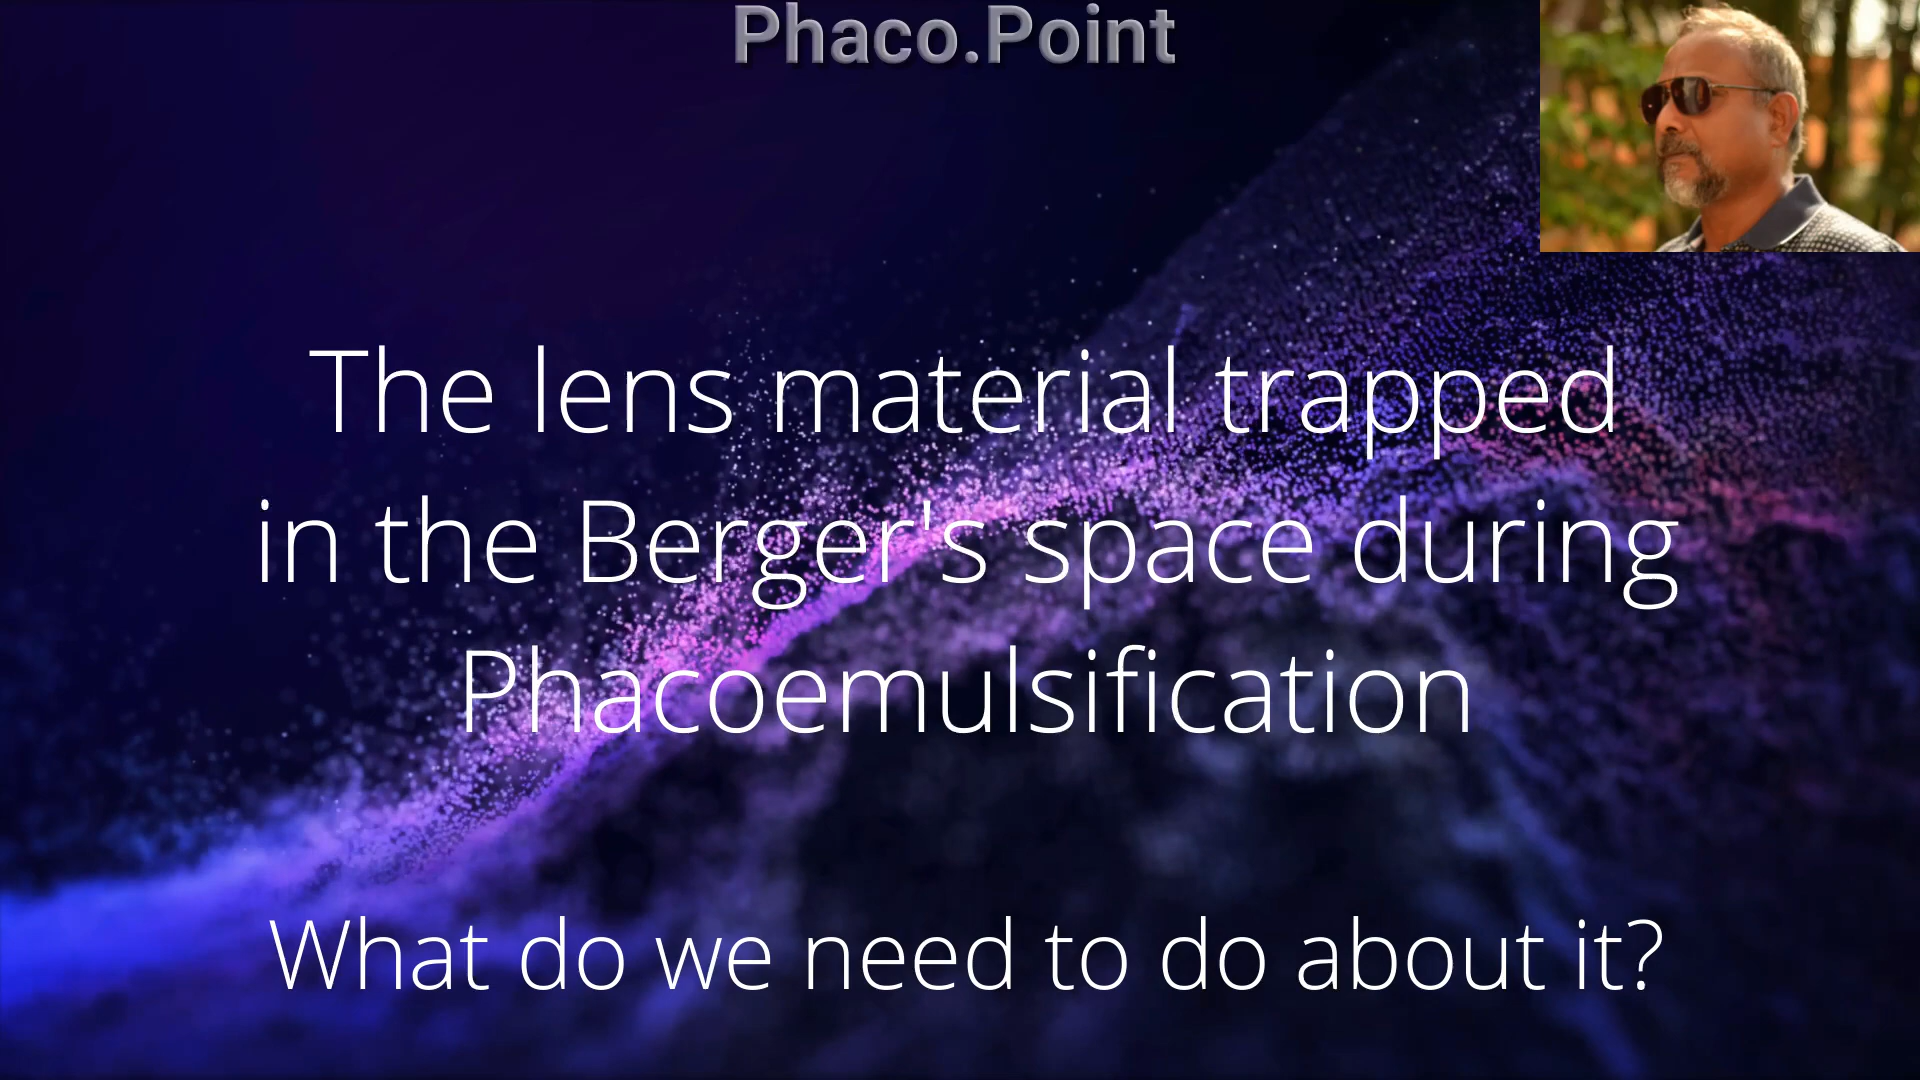 Phaco.Point
The lens material trapped
in the Berger's space during
Phacoemulsification
What do we need to do about it?